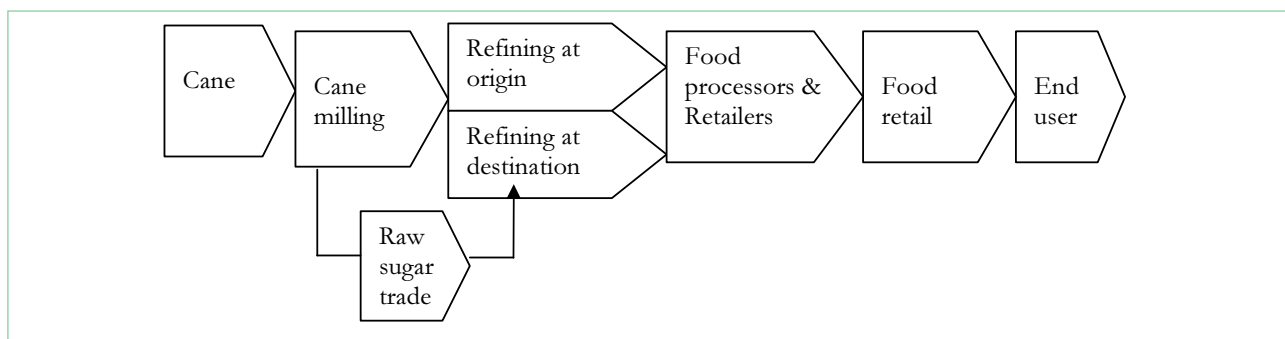 Cane
Cane
milling
Refining at
origin
Refining at
destination
Raw
sugar
trade
Food
processors &
Retailers
Food
retail
End
user